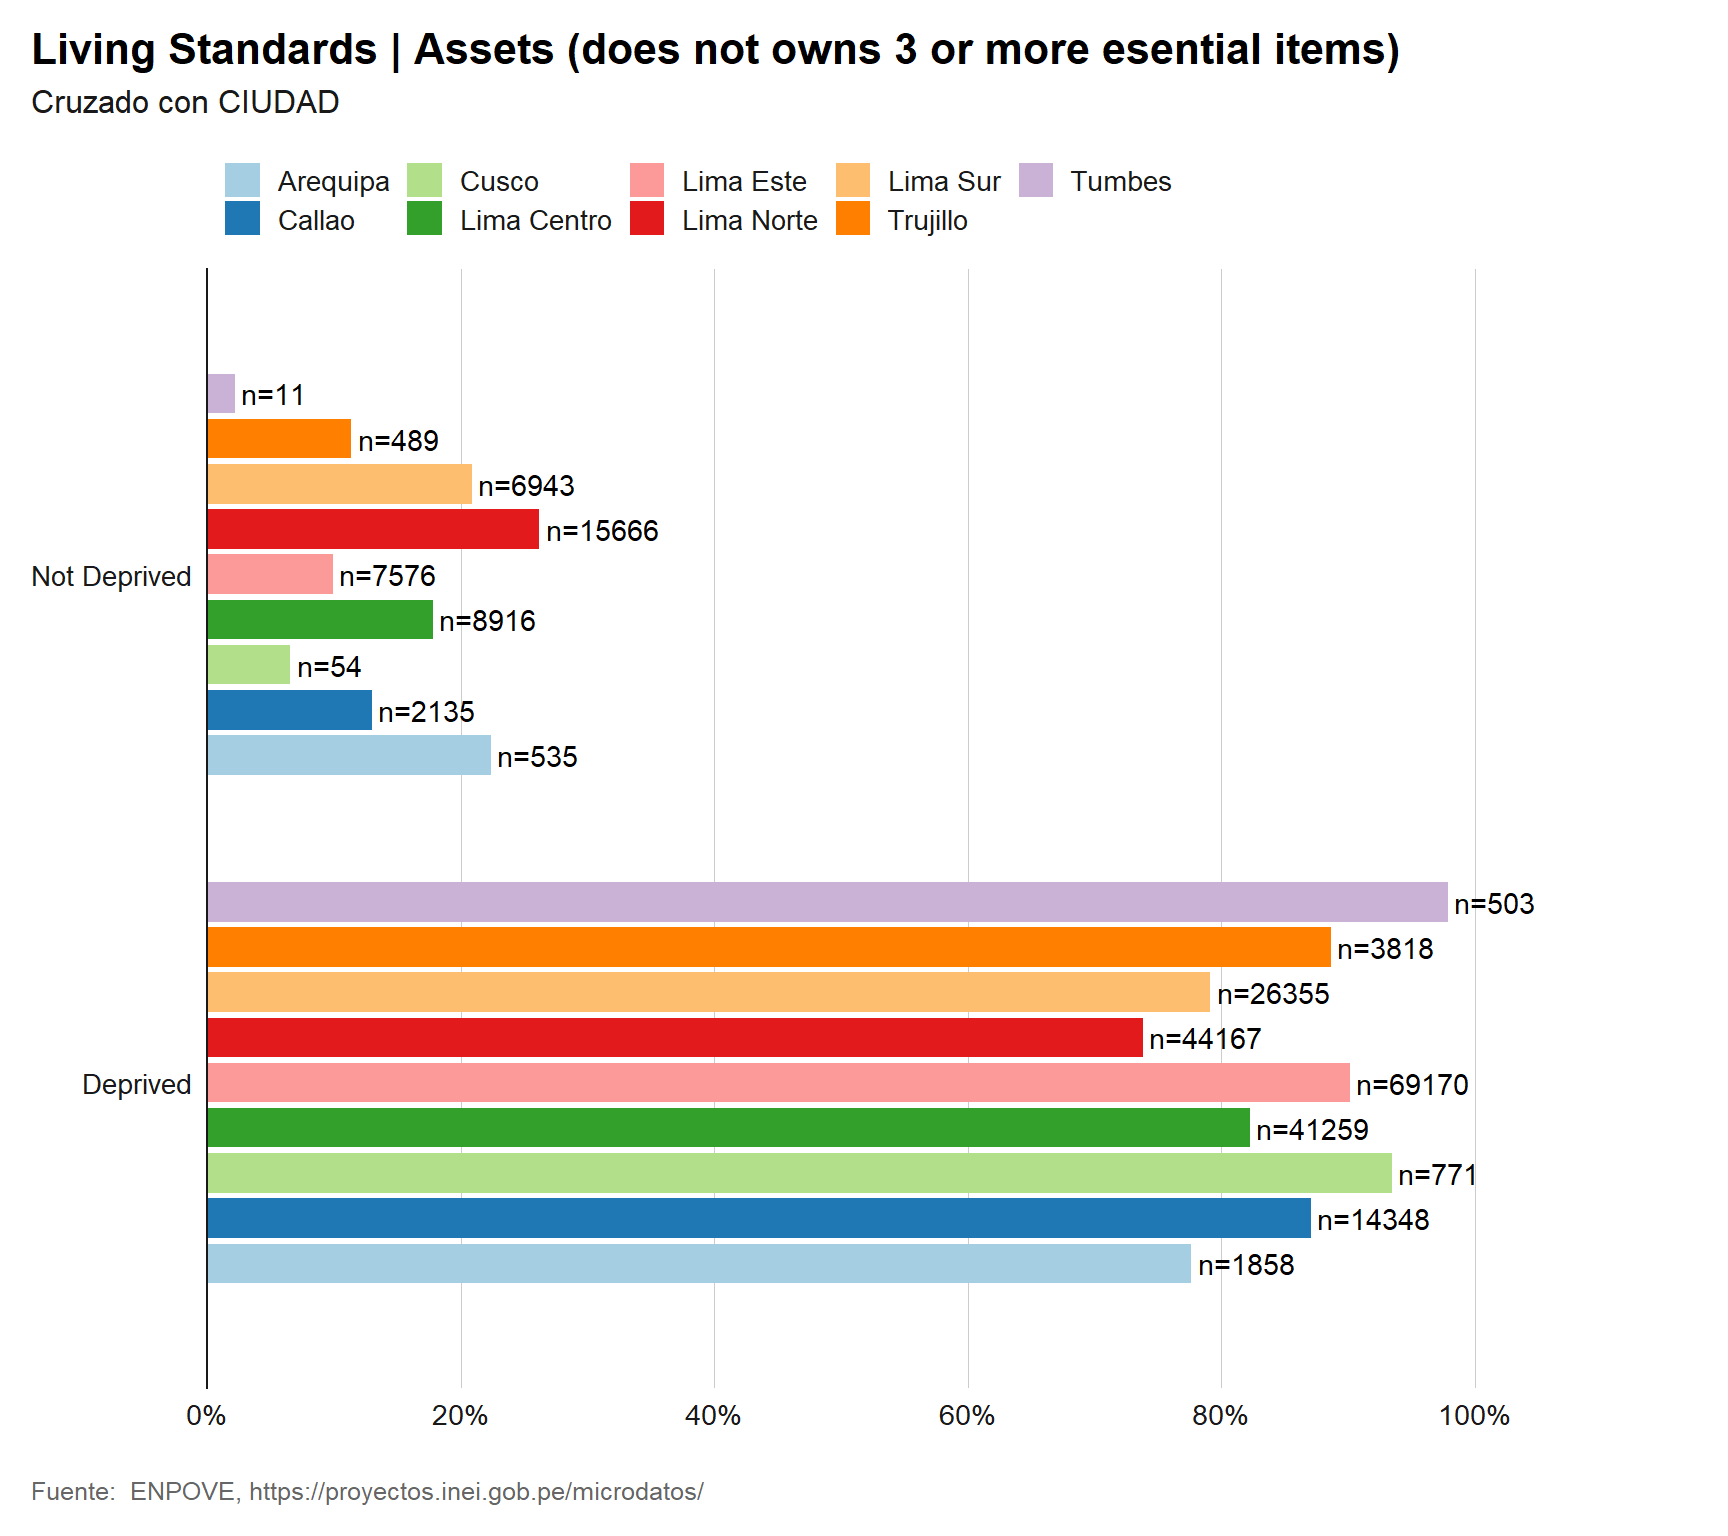 Living Standards | Assets (does not owns 3 or more esential items)
Cruzado con CIUDAD
Arequipa Cusco Lima Este Lima Sur Tumbes
Callao Lima Centro Lima Norte Trujillo
n=11
n=489
n=6943
n=15666
Not Deprived n=7576
n=8916
n=54
n=2135
n=535
n=503
n=3818
n=26355
n=44167
Deprived n=69170
n=41259
n=771
n=14348
n=1858
0% 20% 40% 60% 80% 100%
Fuente: ENPOVE, https://proyectos.inei.gob.pe/microdatos/